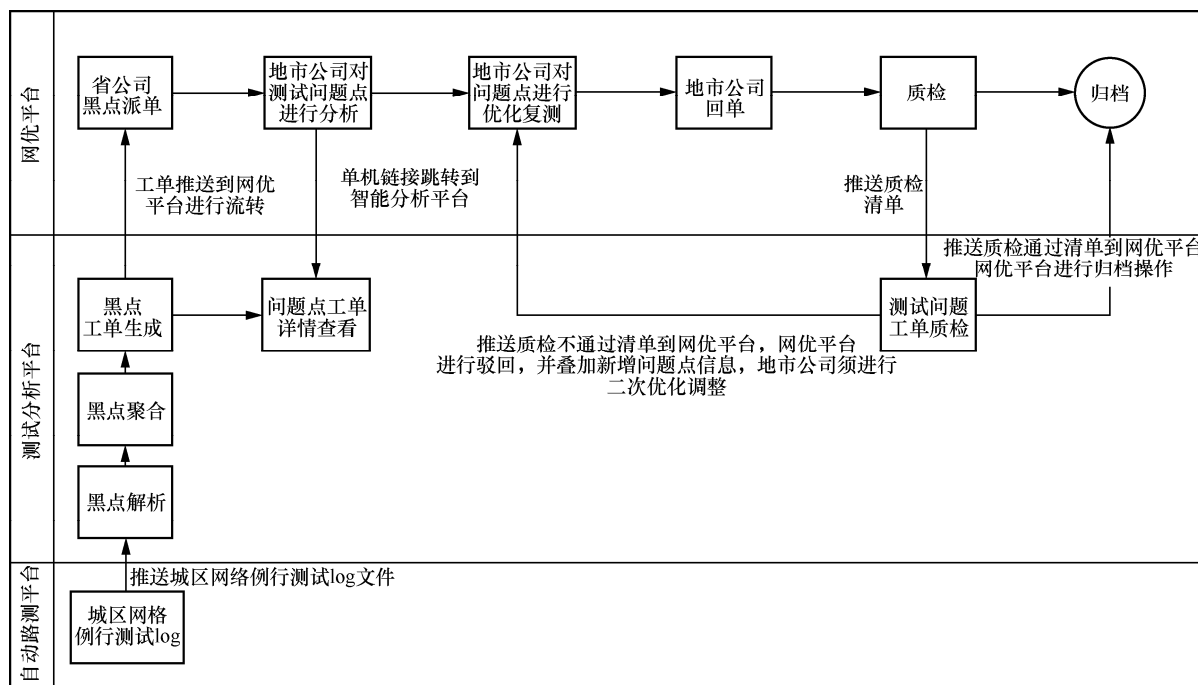 网优平台
省公司
黑点派单
地市公司对
测试问题点
进行分析
地市公司对
问题点进行
优化复测
地市公司
回单
质检
归档
工单推送到网优
平台进行流转
单机链接跳转到
智能分析平台
推送质检
清单
推送质检通过清单到网优平台
网优平台进行归档操作
测试分析平台
黑点
工单生成
问题点工单
详情查看
测试问题
工单质检
推送质检不通过清单到网优平台，网优平台
进行驳回，并叠加新增问题点信息，地市公司须进行
二次优化调整
黑点聚合
黑点解析
自动路测平台
推送城区网络例行测试log文件
城区网格
例行测试log